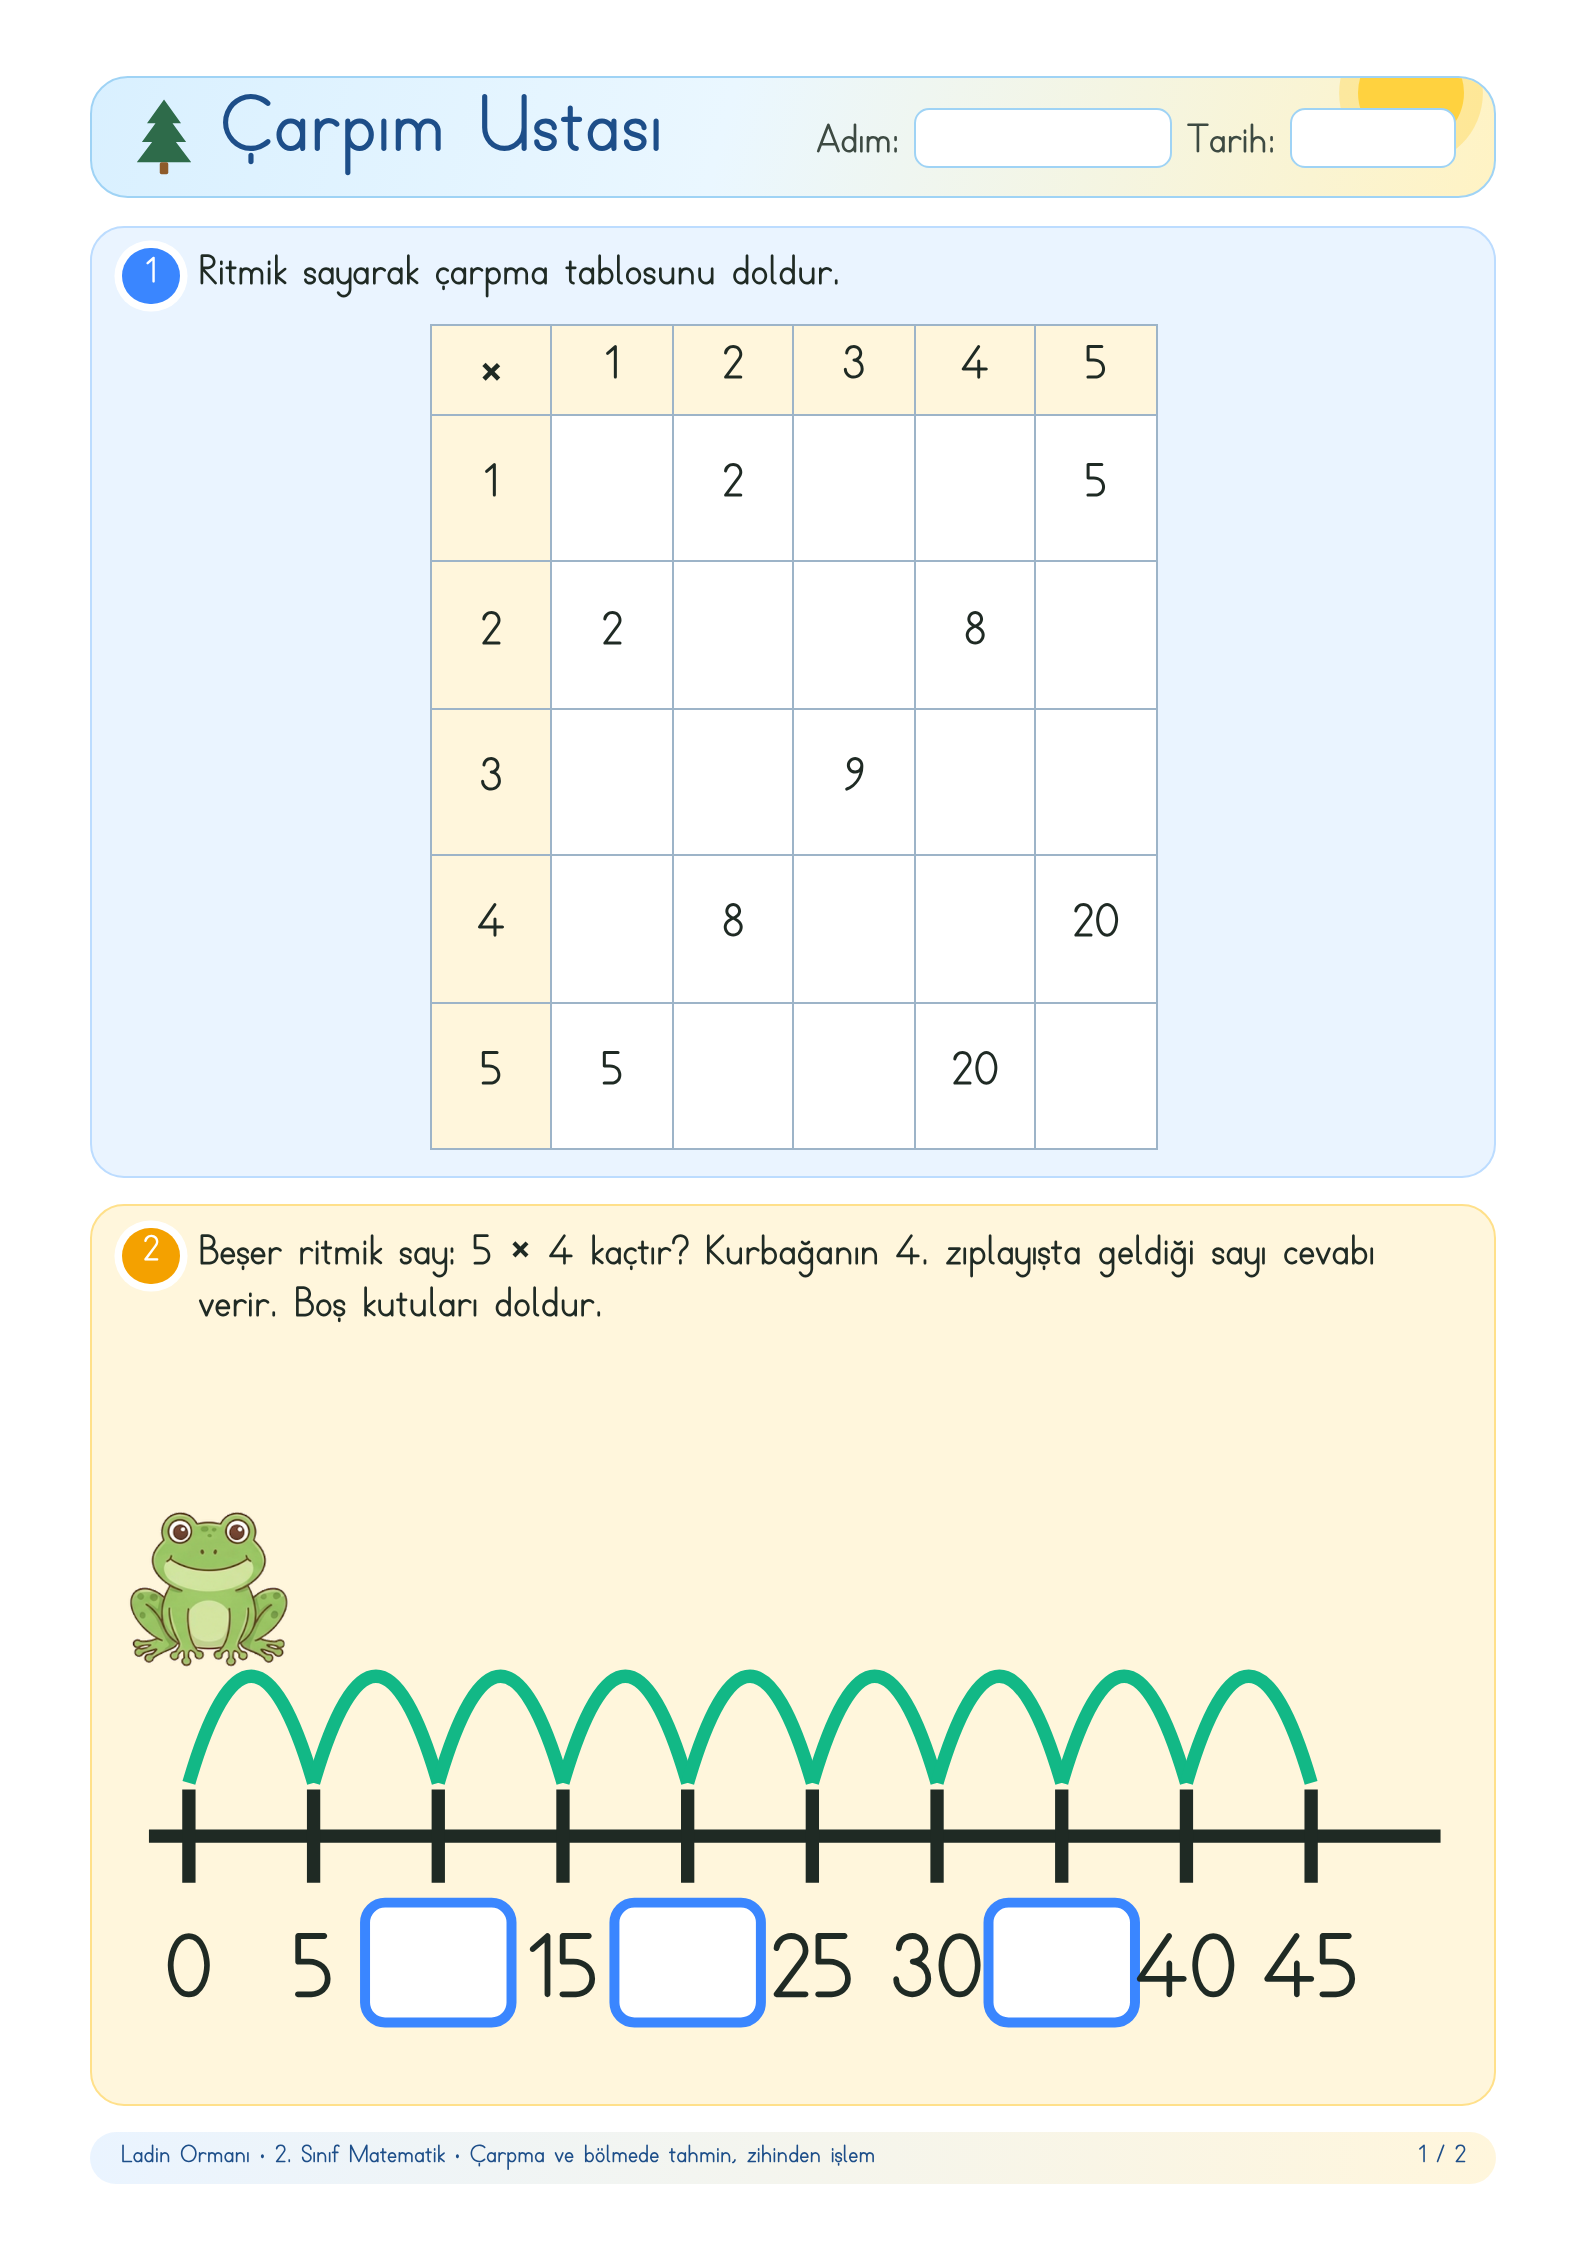 Çarpım Ustası
Adım: Tarih:
1 Ritmik sayarak çarpma tablosunu doldur.
× 1 2 3 4 5
1 2 5
2 2 8
3 9
4 8 20
5 5 20
2 Beşer ritmik say: 5 × 4 kaçtır? Kurbağanın 4. zıplayışta geldiği sayı cevabı
verir. Boş kutuları doldur.
0 5 15 25 30 40 45
Ladin Ormanı • 2. Sınıf Matematik • Çarpma ve bölmede tahmin, zihinden işlem 1 / 2